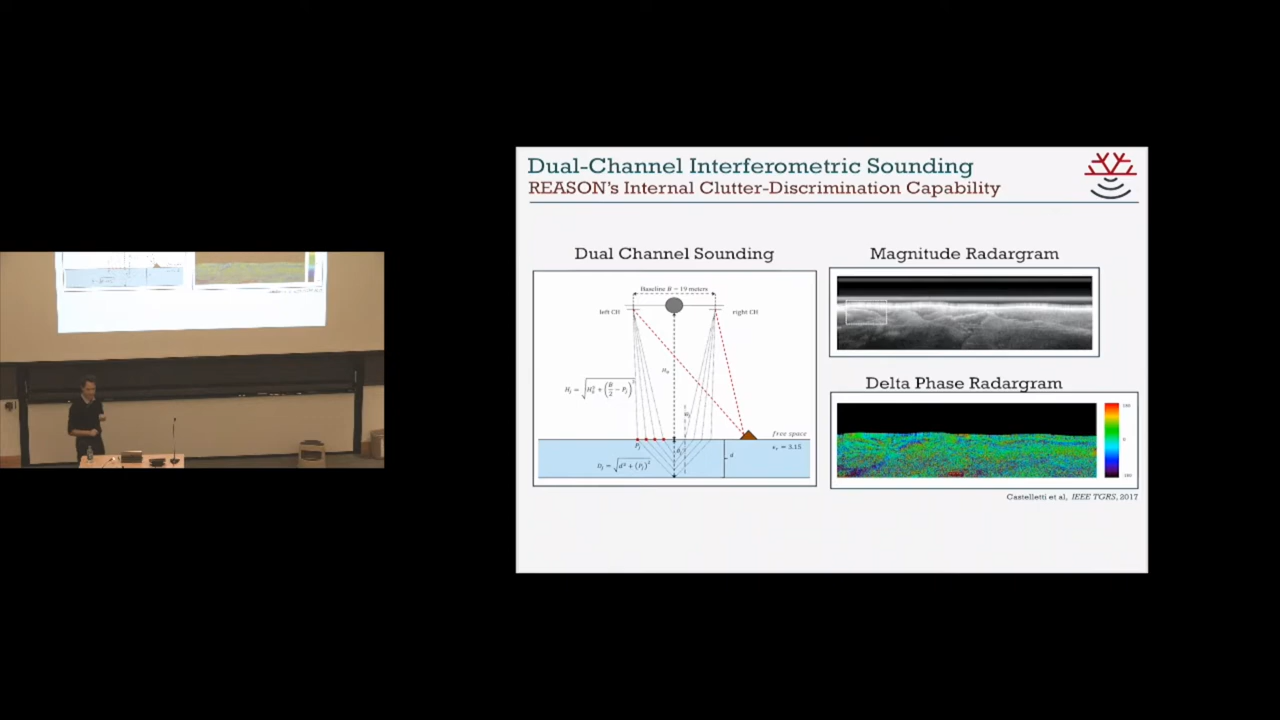 Dual-Channel Interferometric Sounding
REASON's Internal Clutter-Discrimination Capability
Dual Channel Sounding
Baseline B ~ 19 meters
left CH
right CH
free space
d
Magnitude Radargram
Delta Phase Radargram
0
Castelletti et al, IEEE TGRS, 2017